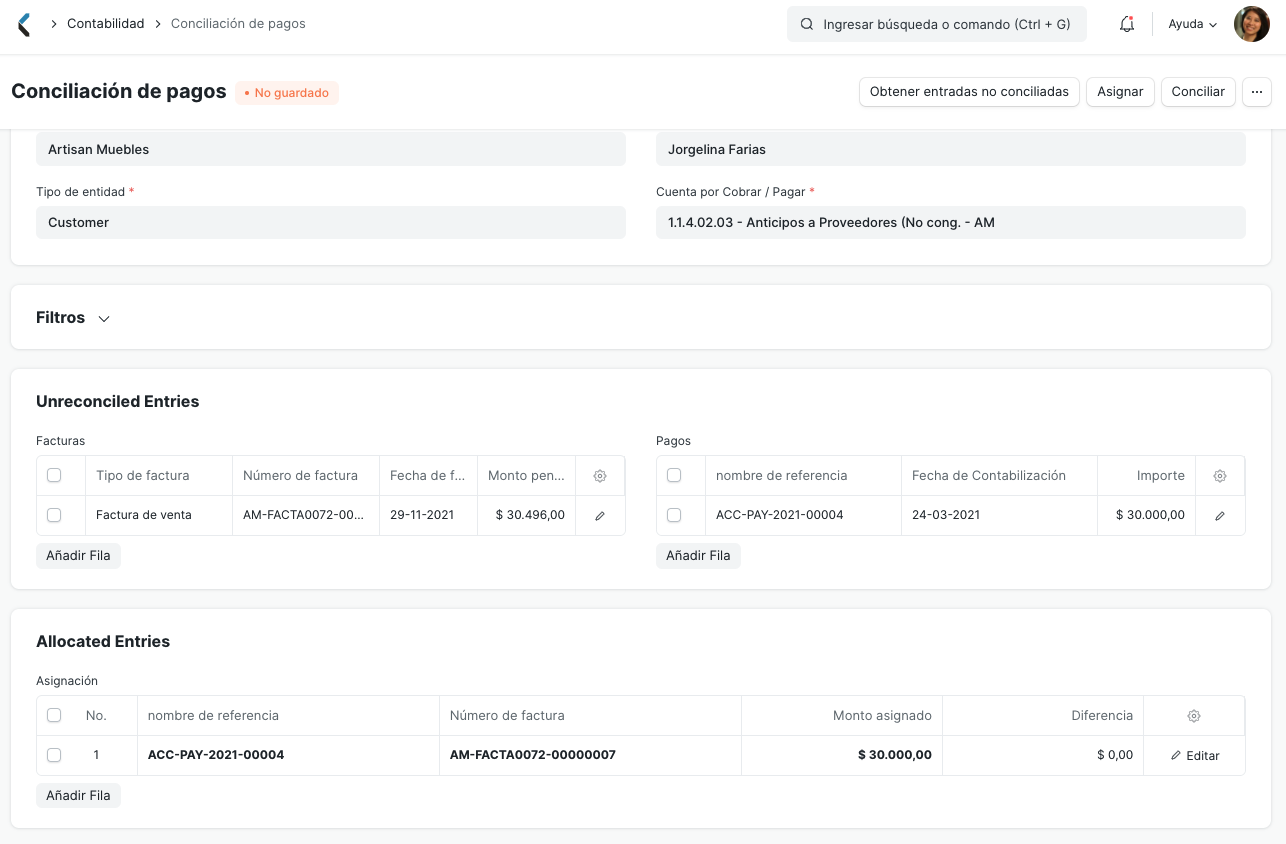 Contabilidad
Conciliación de pagos
Ingresar búsqueda o comando (Ctrl + G)
Ayuda
Conciliación de pagos
• No guardado
Obtener entradas no conciliadas
Asignar
Conciliar
...
Artisan Muebles
Jorgelina Farias
Tipo de entidad *
Cuenta por Cobrar / Pagar *
Customer
1.1.4.02.03 - Anticipos a Proveedores (No cong. - AM
Filtros
Unreconciled Entries
Facturas
Tipo de factura Número de factura Fecha de f... Monto pen...
Factura de venta AM-FACTA0072-00... 29-11-2021 $ 30.496,00
Añadir Fila
Pagos
nombre de referencia Fecha de Contabilización Importe
ACC-PAY-2021-00004 24-03-2021 $ 30.000,00
Añadir Fila
Allocated Entries
Asignación
No. nombre de referencia Número de factura Monto asignado Diferencia
1 ACC-PAY-2021-00004 AM-FACTA0072-00000007 $ 30.000,00 $ 0,00 Editar
Añadir Fila